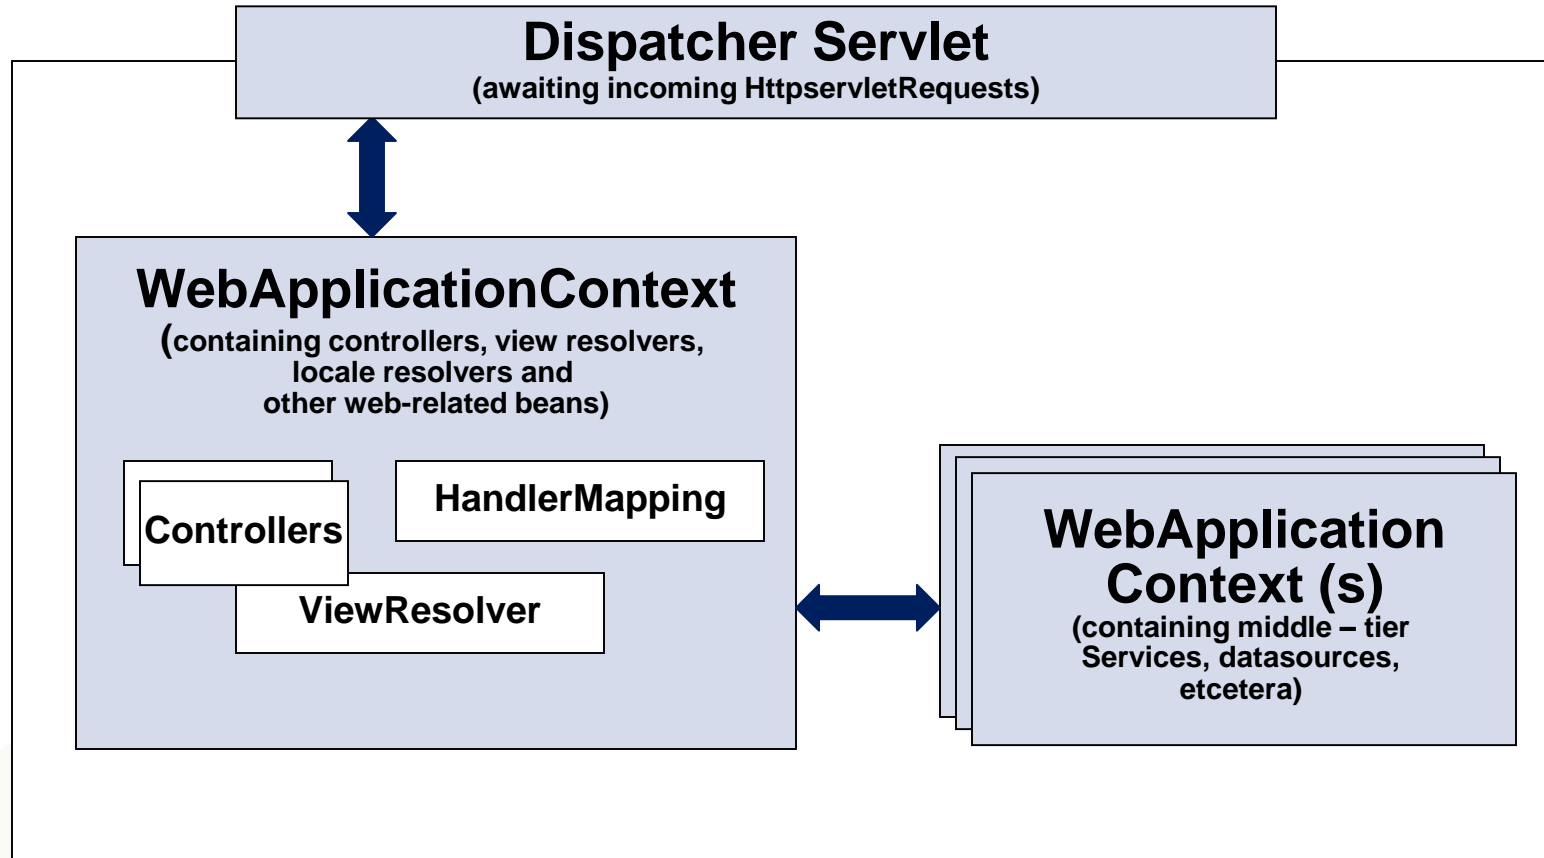 Dispatcher Servlet
(awaiting incoming HttpservletRequests)
WebApplicationContext
(containing controllers, view resolvers,
locale resolvers and
other web-related beans)
HandlerMapping
Controllers
ViewResolver
WebApplication
Context (s)
(containing middle – tier
Services, datasources,
etcetera)